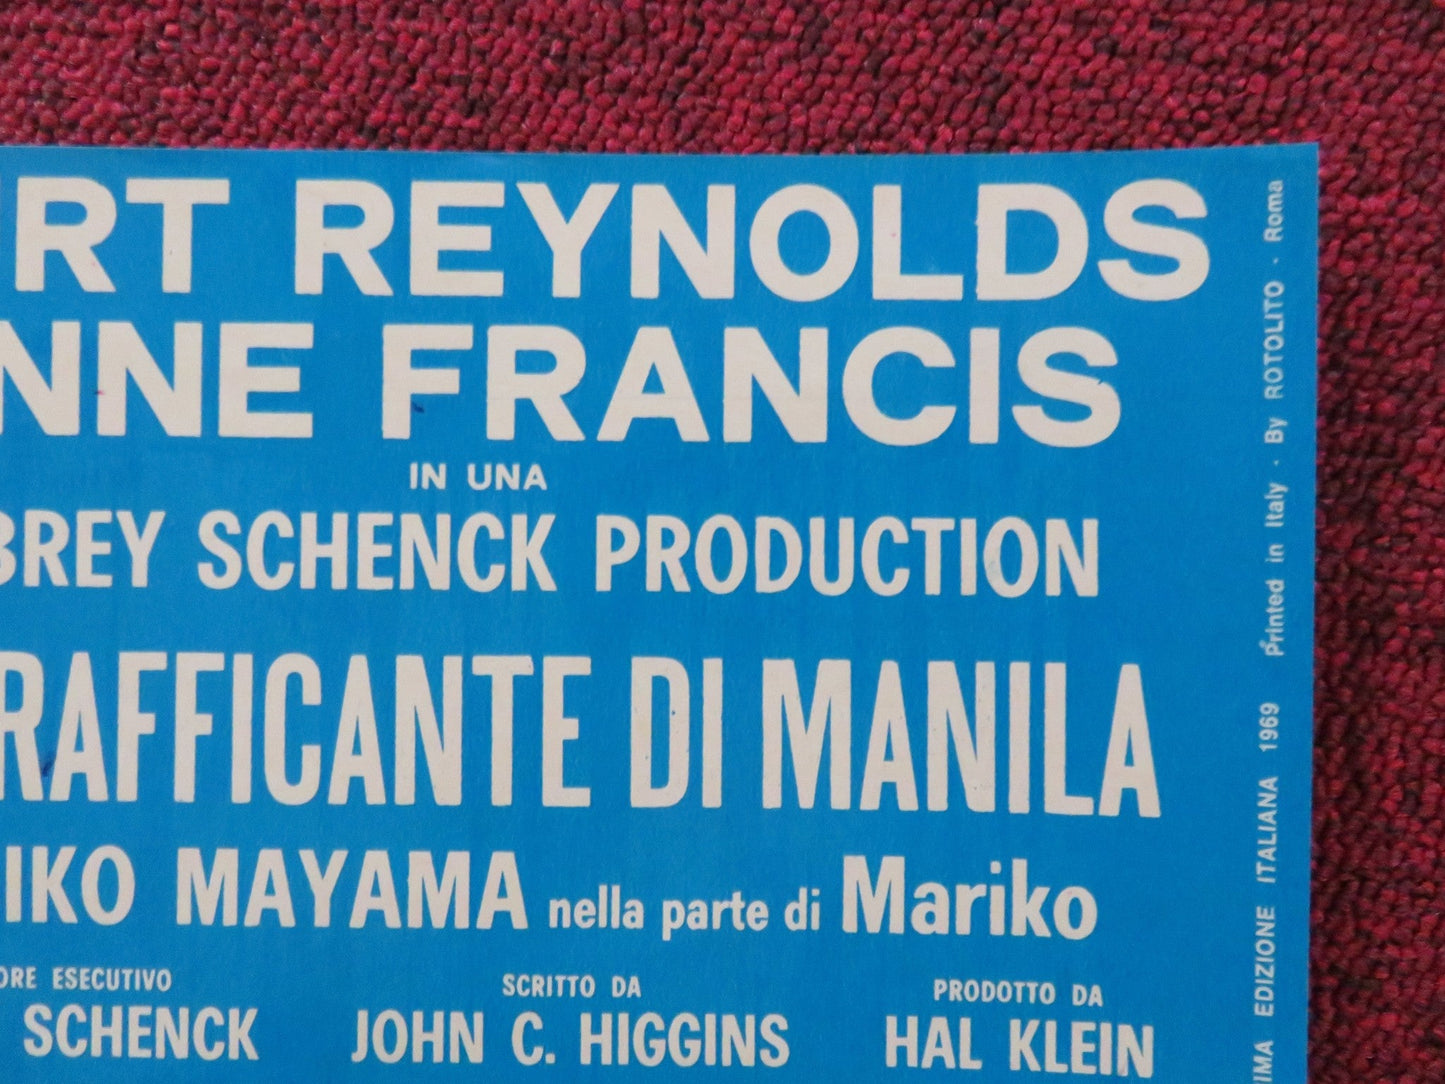 RT REYNOLDS
NNE FRANCIS
IN UNA
BREY SCHENCK PRODUCTION
RAFFICANTE DI MANILA
IKO MAYAMA nella parte di Mariko
ORE ESECUTIVO
SCHENCK
SCRITTO DA
JOHN C. HIGGINS
PRODOTTO DA
HAL KLEIN
IMA EDIZIONE ITALIANA 1969 Printed in Italy · By ROTOLITO · Roma